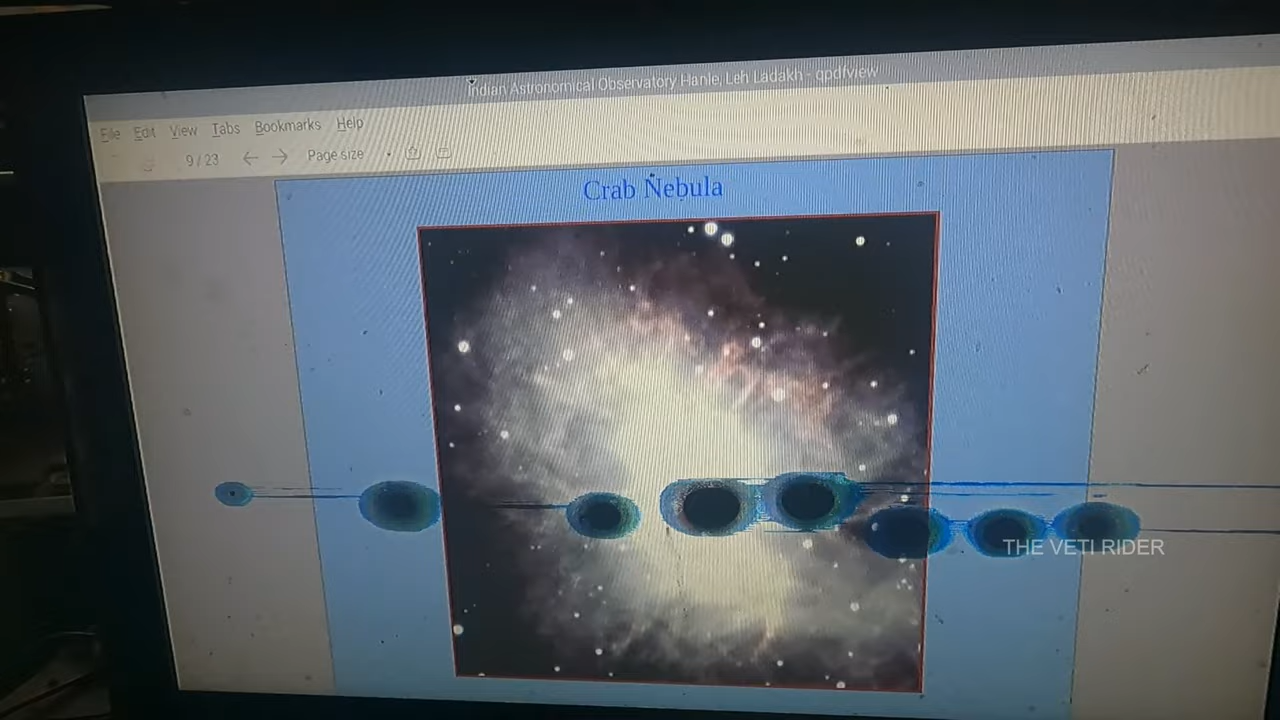 Indian Astronomical Observatory Hanle, Leh Ladakh - qpdfview
File Edit View Tabs Bookmarks Help
9 / 23 Page size
Crab Nebula
THE VETI RIDER